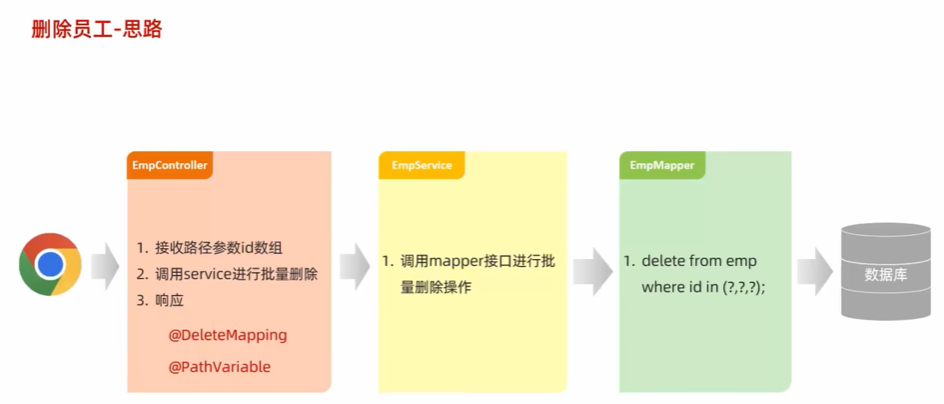 删除员工-思路
EmpController
1. 接收路径参数id数组
2. 调用service进行批量删除
3. 响应
@DeleteMapping
@PathVariable
EmpService
1. 调用mapper接口进行批
量删除操作
EmpMapper
1. delete from emp
where id in (?,?,?);
数据库